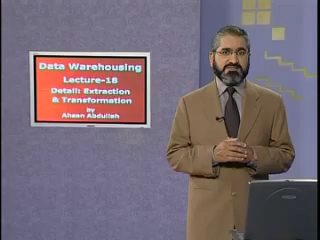 Data Warehousing
Lecture-18
Detail: Extraction
& Transformation
by
Ahsan Abdullah